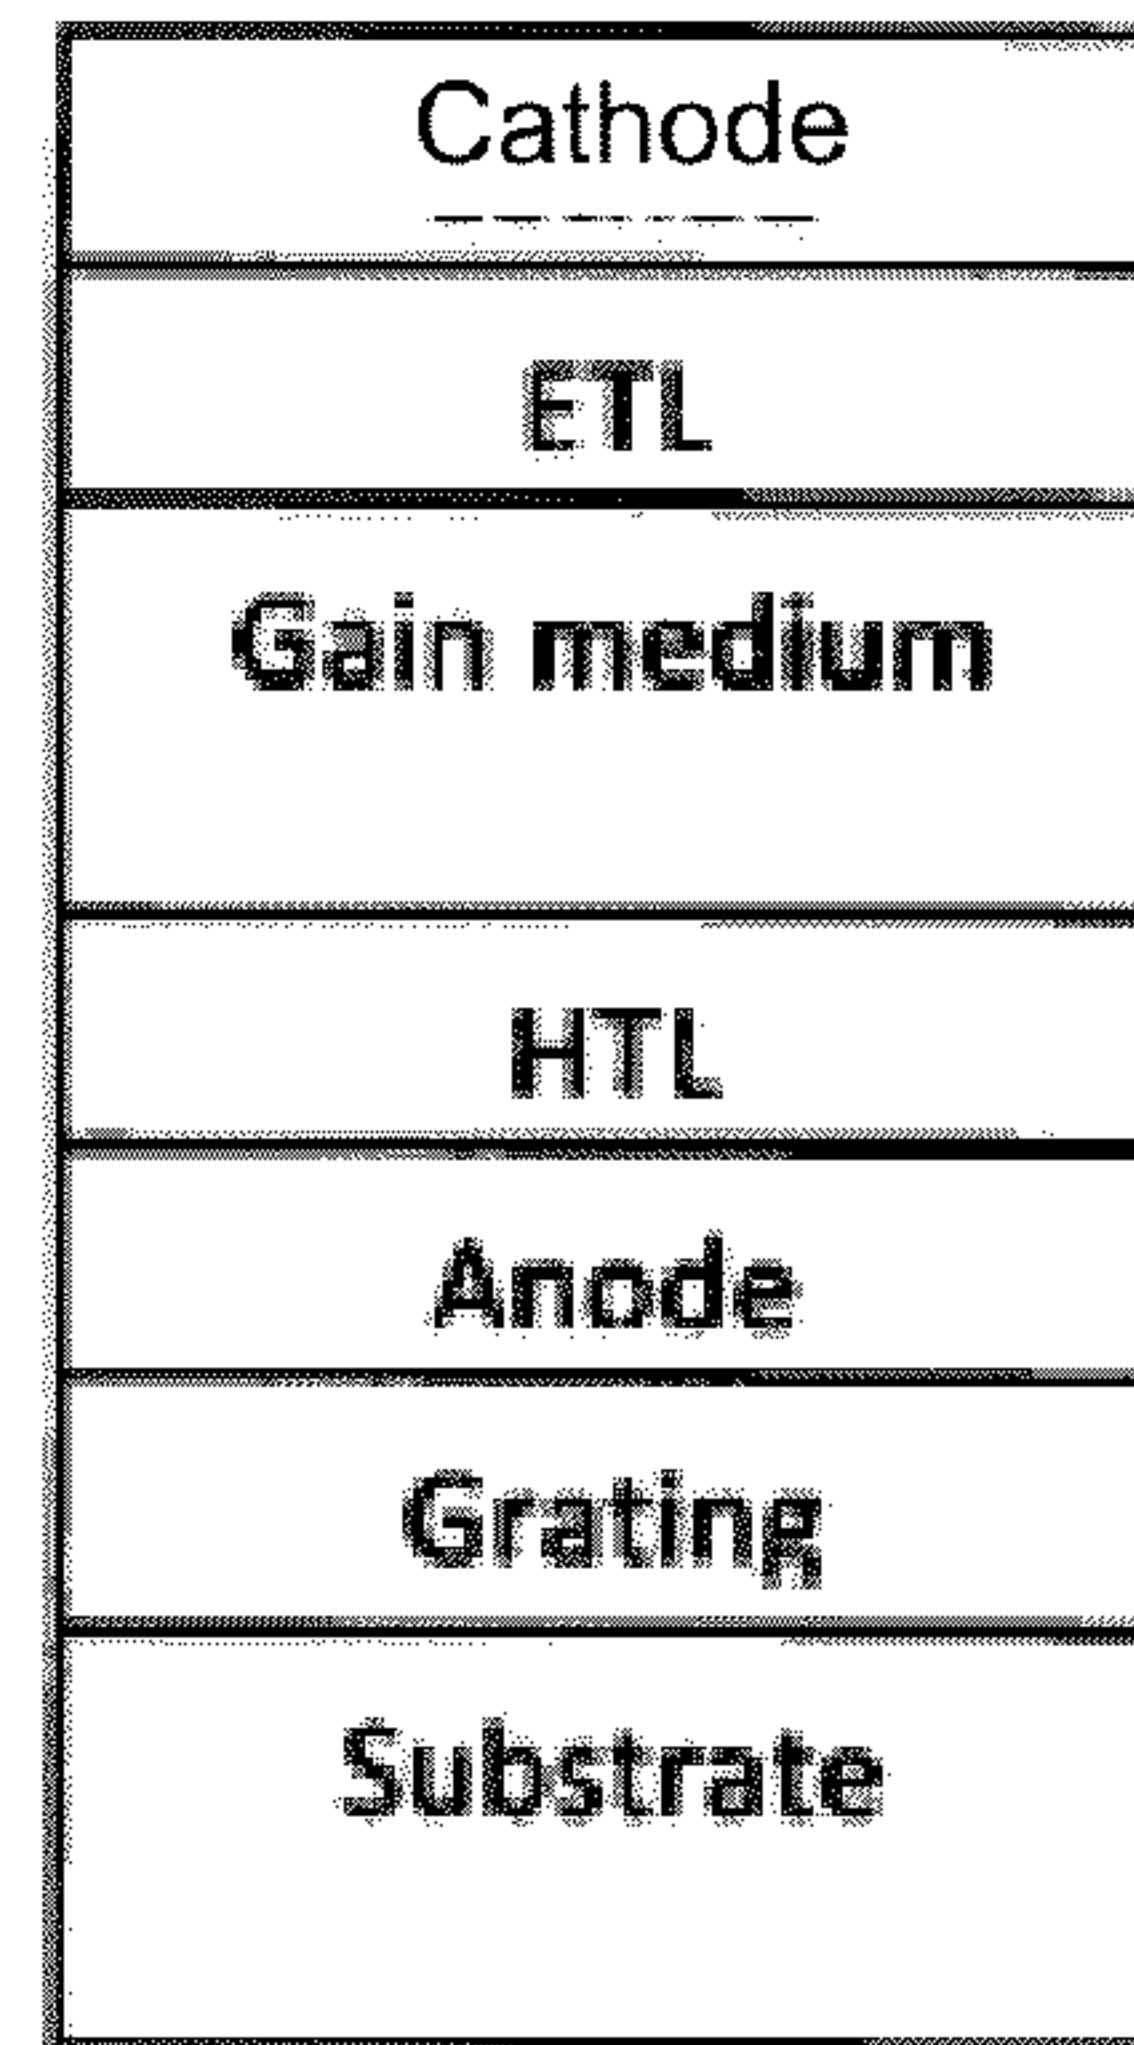 Cathode
ETL
Gain medium
HTL
Anode
Grating
Substrate